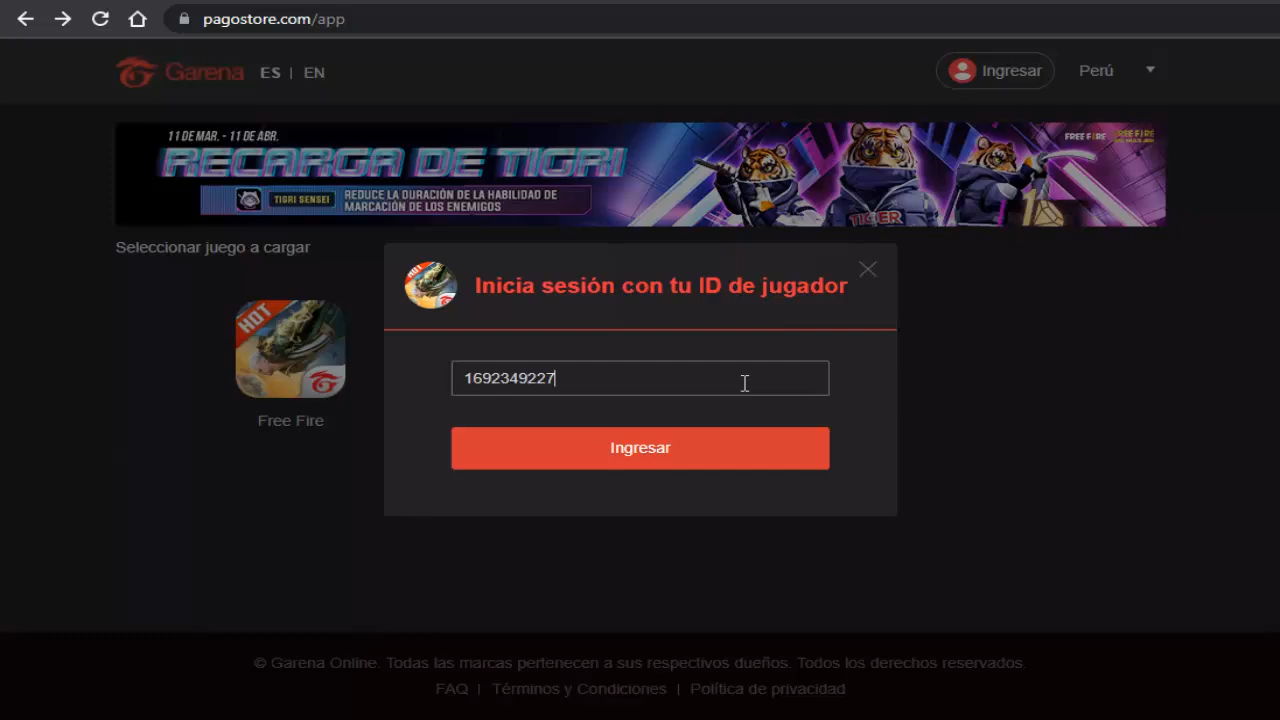 pagostore.com/app
Garena ES | EN
Ingresar Perú
11 DE MAR. - 11 DE ABR.
FREE FIRE
RECARGA DE TIGRI
TIGRI SENSEI
REDUCE LA DURACIÓN DE LA HABILIDAD DE
MARCACIÓN DE LOS ENEMIGOS
TIGER
Seleccionar juego a cargar
Inicia sesión con tu ID de jugador
HOT
1692349227
Free Fire
Ingresar
© Garena Online. Todas las marcas pertenecen a sus respectivos dueños. Todos los derechos reservados.
FAQ | Términos y Condiciones | Política de privacidad